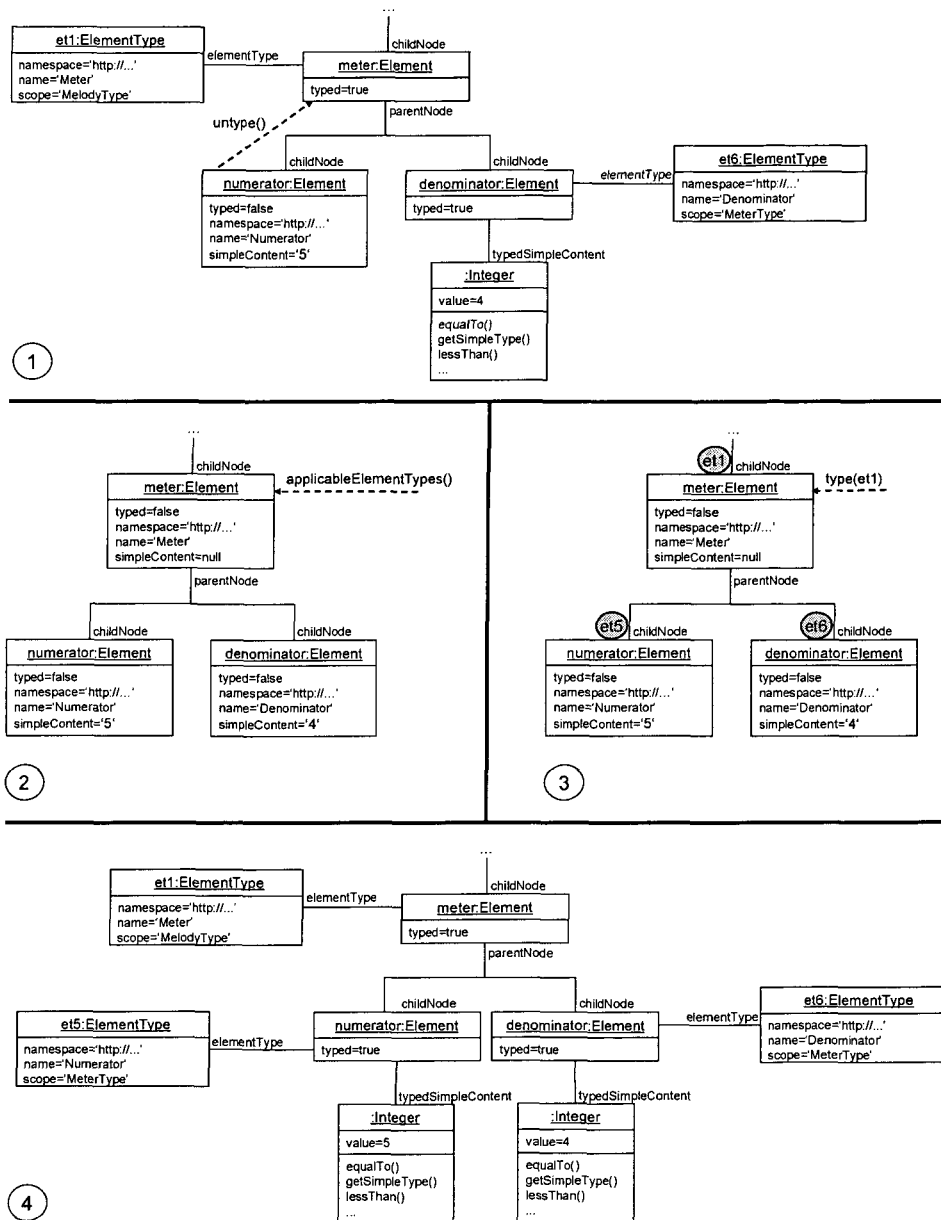 ...
et1:ElementType
namespace='http://...'
name='Meter'
scope='MelodyType'
elementType
childNode
meter:Element
typed=true
parentNode
untype()
childNode
numerator:Element
typed=false
namespace='http://...'
name='Numerator'
simpleContent='5'
childNode
denominator:Element
typed=true
elementType
et6:ElementType
namespace='http://...'
name='Denominator'
scope='MeterType'
typedSimpleContent
:Integer
value=4
equalTo()
getSimpleType()
lessThan()
...
1
...
childNode
meter:Element
typed=false
namespace='http://...'
name='Meter'
simpleContent=null
applicableElementTypes()
parentNode
childNode
numerator:Element
typed=false
namespace='http://...'
name='Numerator'
simpleContent='5'
childNode
denominator:Element
typed=false
namespace='http://...'
name='Denominator'
simpleContent='4'
2
...
et1
childNode
meter:Element
typed=false
namespace='http://...'
name='Meter'
simpleContent=null
type(et1)
parentNode
et5
childNode
numerator:Element
typed=false
namespace='http://...'
name='Numerator'
simpleContent='5'
et6
childNode
denominator:Element
typed=false
namespace='http://...'
name='Denominator'
simpleContent='4'
3
...
et1:ElementType
namespace='http://...'
name='Meter'
scope='MelodyType'
elementType
childNode
meter:Element
typed=true
parentNode
et5:ElementType
namespace='http://...'
name='Numerator'
scope='MeterType'
elementType
childNode
numerator:Element
typed=true
childNode
denominator:Element
typed=true
elementType
et6:ElementType
namespace='http://...'
name='Denominator'
scope='MeterType'
typedSimpleContent
:Integer
value=5
equalTo()
getSimpleType()
lessThan()
...
typedSimpleContent
:Integer
value=4
equalTo()
getSimpleType()
lessThan()
...
4